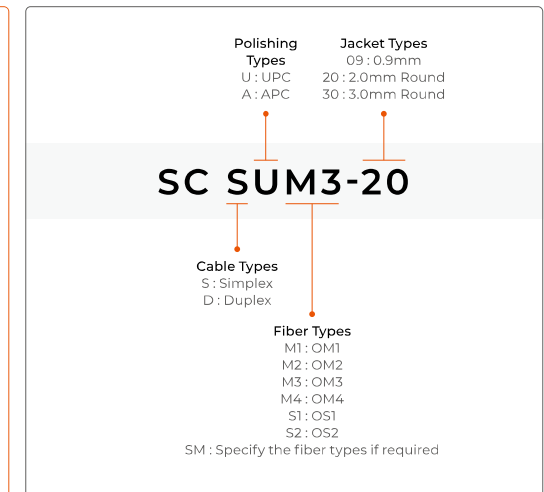 Polishing
Types
U : UPC
A : APC
Jacket Types
09 : 0.9mm
20 : 2.0mm Round
30 : 3.0mm Round
SC SUM3-20
Cable Types
S : Simplex
D : Duplex
Fiber Types
M1 : OM1
M2 : OM2
M3 : OM3
M4 : OM4
S1 : OS1
S2 : OS2
SM : Specify the fiber types if required